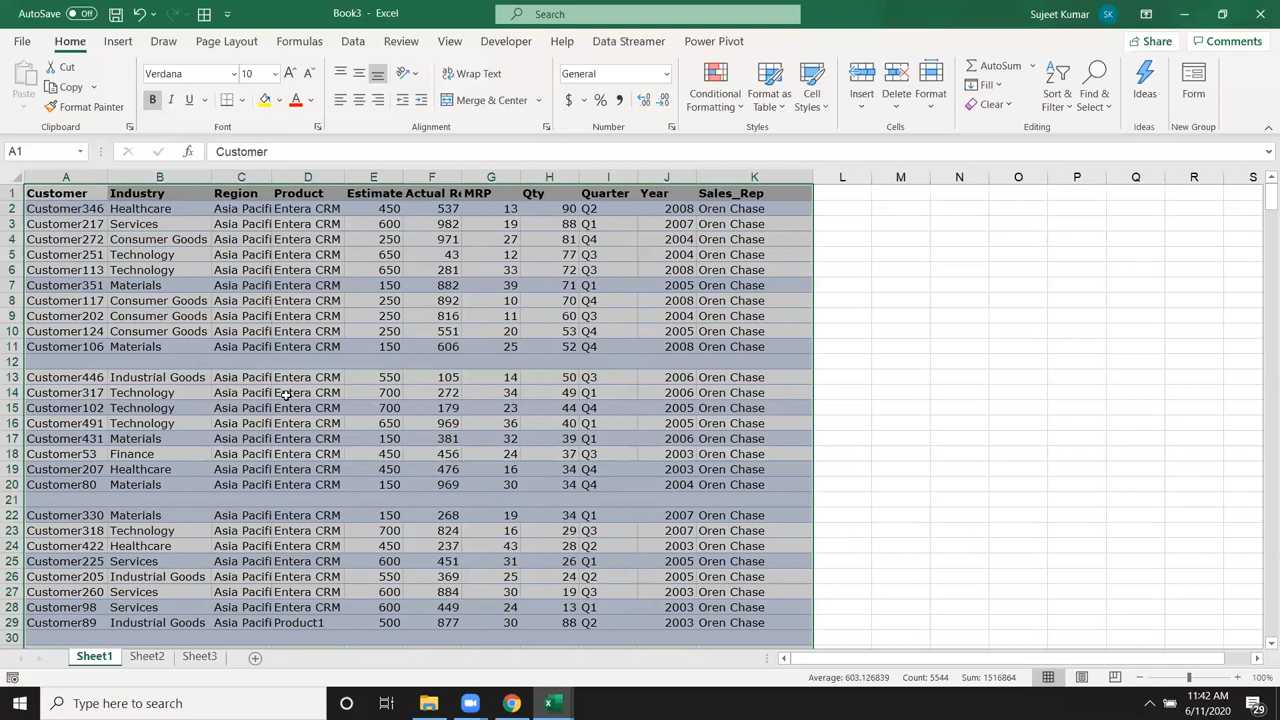 AutoSave Off Book3 - Excel Search Sujeet Kumar SK
File Home Insert Draw Page Layout Formulas Data Review View Developer Help Data Streamer Power Pivot Share Comments
Paste Cut Copy Format Painter Verdana 10 A A B I U A Wrap Text Merge & Center General $ % , Conditional Formatting Format as Table Cell Styles Insert Delete Format AutoSum Fill Clear Sort & Filter Find & Select Ideas Form
Clipboard Font Alignment Number Styles Cells Editing Ideas New Group
A1 fx Customer
A B C D E F G H I J K L M N O P Q R S
1 Customer Industry Region Product Estimate Actual Re MRP Qty Quarter Year Sales_Rep
2 Customer346 Healthcare Asia Pacifi Entera CRM 450 537 13 90 Q2 2008 Oren Chase
3 Customer217 Services Asia Pacifi Entera CRM 600 982 19 88 Q1 2007 Oren Chase
4 Customer272 Consumer Goods Asia Pacifi Entera CRM 250 971 27 81 Q4 2004 Oren Chase
5 Customer251 Technology Asia Pacifi Entera CRM 650 43 12 77 Q3 2004 Oren Chase
6 Customer113 Technology Asia Pacifi Entera CRM 650 281 33 72 Q3 2008 Oren Chase
7 Customer351 Materials Asia Pacifi Entera CRM 150 882 39 71 Q1 2005 Oren Chase
8 Customer117 Consumer Goods Asia Pacifi Entera CRM 250 892 10 70 Q4 2008 Oren Chase
9 Customer202 Consumer Goods Asia Pacifi Entera CRM 250 816 11 60 Q3 2004 Oren Chase
10 Customer124 Consumer Goods Asia Pacifi Entera CRM 250 551 20 53 Q4 2005 Oren Chase
11 Customer106 Materials Asia Pacifi Entera CRM 150 606 25 52 Q4 2008 Oren Chase
12
13 Customer446 Industrial Goods Asia Pacifi Entera CRM 550 105 14 50 Q3 2006 Oren Chase
14 Customer317 Technology Asia Pacifi Entera CRM 700 272 34 49 Q1 2006 Oren Chase
15 Customer102 Technology Asia Pacifi Entera CRM 700 179 23 44 Q4 2005 Oren Chase
16 Customer491 Technology Asia Pacifi Entera CRM 650 969 36 40 Q1 2005 Oren Chase
17 Customer431 Materials Asia Pacifi Entera CRM 150 381 32 39 Q1 2006 Oren Chase
18 Customer53 Finance Asia Pacifi Entera CRM 450 456 24 37 Q3 2003 Oren Chase
19 Customer207 Healthcare Asia Pacifi Entera CRM 450 476 16 34 Q4 2003 Oren Chase
20 Customer80 Materials Asia Pacifi Entera CRM 150 969 30 34 Q4 2004 Oren Chase
21
22 Customer330 Materials Asia Pacifi Entera CRM 150 268 19 34 Q1 2007 Oren Chase
23 Customer318 Technology Asia Pacifi Entera CRM 700 824 16 29 Q3 2007 Oren Chase
24 Customer422 Healthcare Asia Pacifi Entera CRM 450 237 43 28 Q2 2003 Oren Chase
25 Customer225 Services Asia Pacifi Entera CRM 600 451 31 26 Q1 2005 Oren Chase
26 Customer205 Industrial Goods Asia Pacifi Entera CRM 550 369 25 24 Q2 2005 Oren Chase
27 Customer260 Services Asia Pacifi Entera CRM 600 884 30 19 Q3 2003 Oren Chase
28 Customer98 Services Asia Pacifi Entera CRM 600 449 24 13 Q1 2003 Oren Chase
29 Customer89 Industrial Goods Asia Pacifi Product1 500 877 30 88 Q2 2003 Oren Chase
30
Sheet1 Sheet2 Sheet3
Average: 603.126839 Count: 5544 Sum: 1516864 100%
Type here to search 11:42 AM
6/11/2020 29